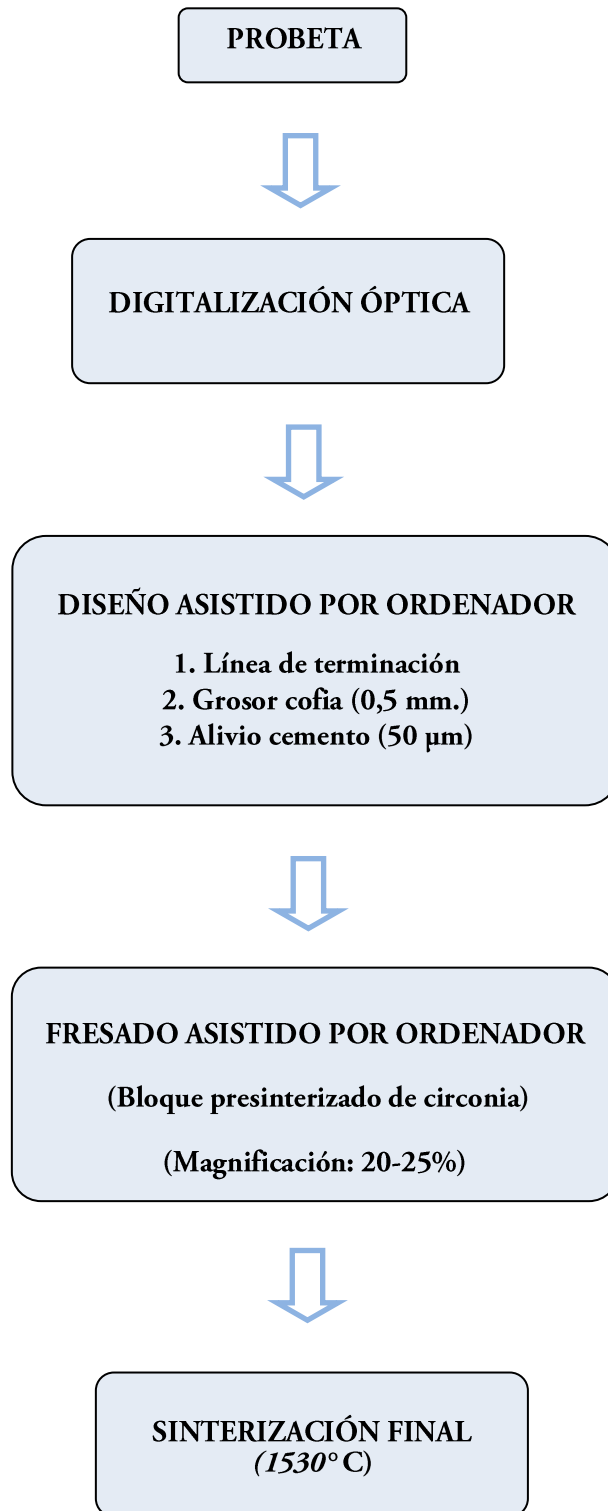 PROBETA
DIGITALIZACIÓN ÓPTICA
DISEÑO ASISTIDO POR ORDENADOR
1. Línea de terminación
2. Grosor cofia (0,5 mm.)
3. Alivio cemento (50 µm)
FRESADO ASISTIDO POR ORDENADOR
(Bloque presinterizado de circonia)
(Magnificación: 20-25%)
SINTERIZACIÓN FINAL
(1530° C)